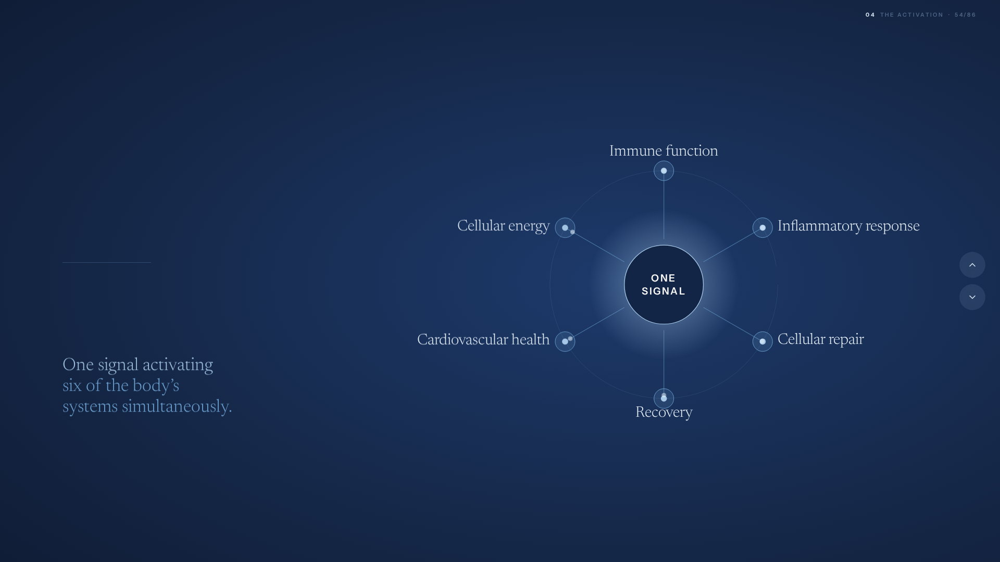 04 THE ACTIVATION · 54/86
Immune function
Cellular energy
Inflammatory response
ONE
SIGNAL
Cardiovascular health
Cellular repair
Recovery
One signal activating
six of the body’s
systems simultaneously.